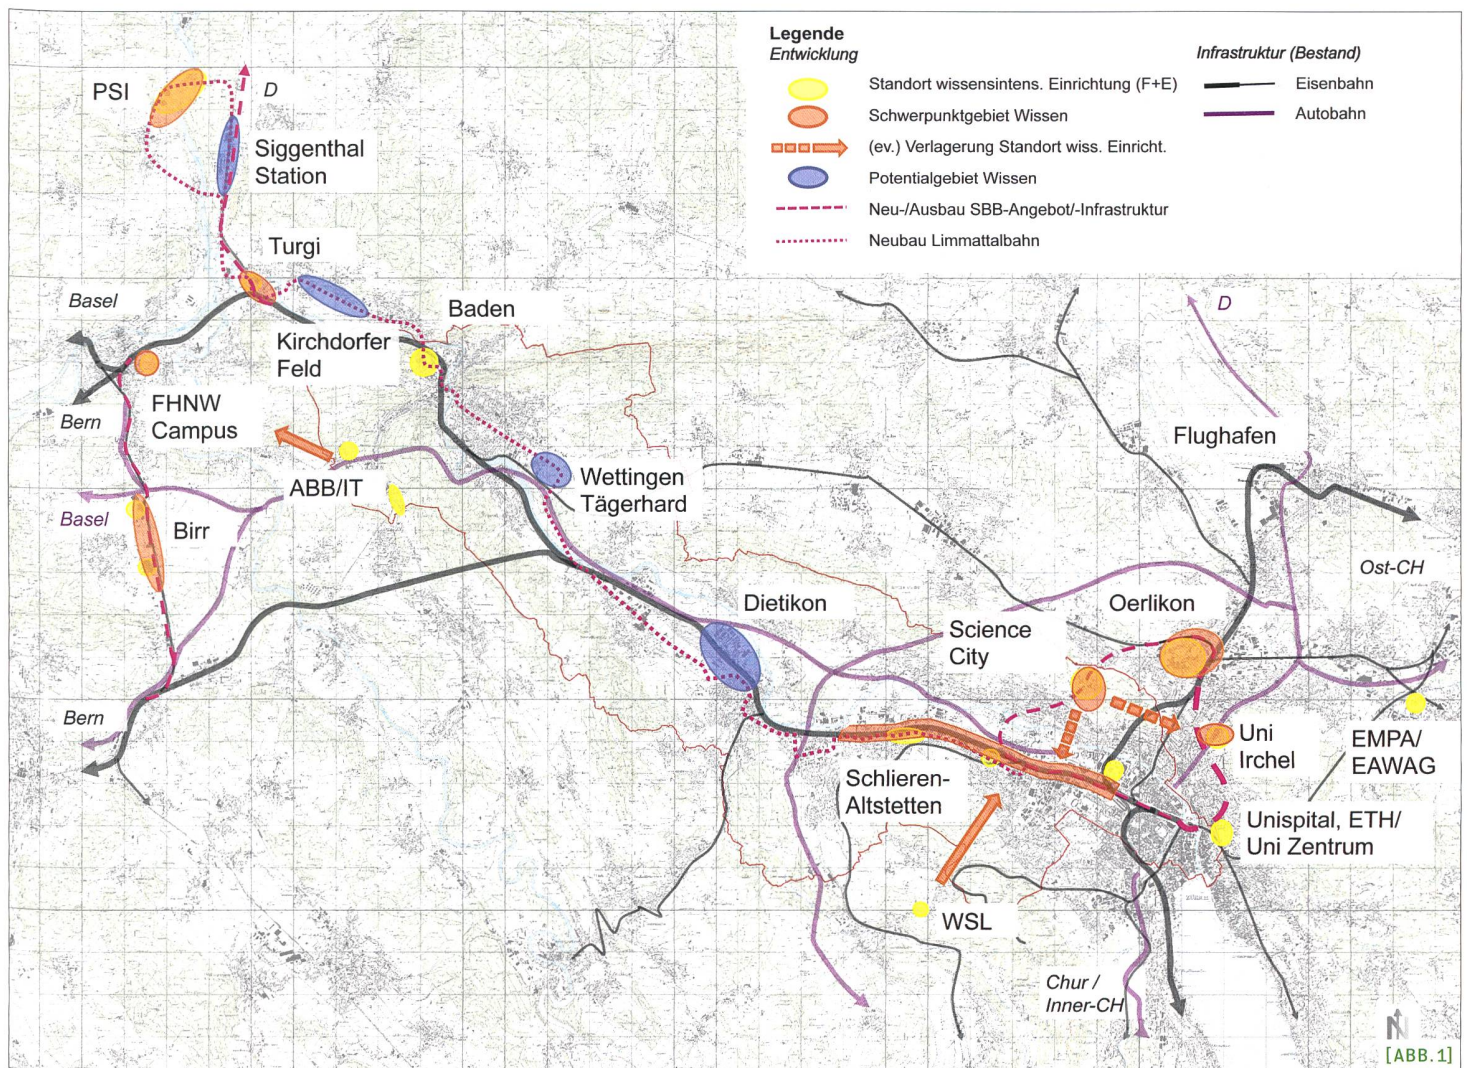 Legende
Entwicklung
Standort wissensintens. Einrichtung (F+E)
Schwerpunktgebiet Wissen
(ev.) Verlagerung Standort wiss. Einricht.
Potentialgebiet Wissen
Neu-/Ausbau SBB-Angebot/-Infrastruktur
Neubau Limmattalbahn
Infrastruktur (Bestand)
Eisenbahn
Autobahn
PSI
D
Siggenthal
Station
Turgi
Basel
Baden
D
Kirchdorfer
Feld
Bern
FHNW
Campus
Flughafen
ABB/IT
Wettingen
Tägerhard
Basel
Birr
Ost-CH
Dietikon
Oerlikon
Science
City
Bern
Uni
Irchel
EMPA/
EAWAG
Schlieren-
Altstetten
Unispital, ETH/
Uni Zentrum
WSL
Chur /
Inner-CH
N
[ABB.1]